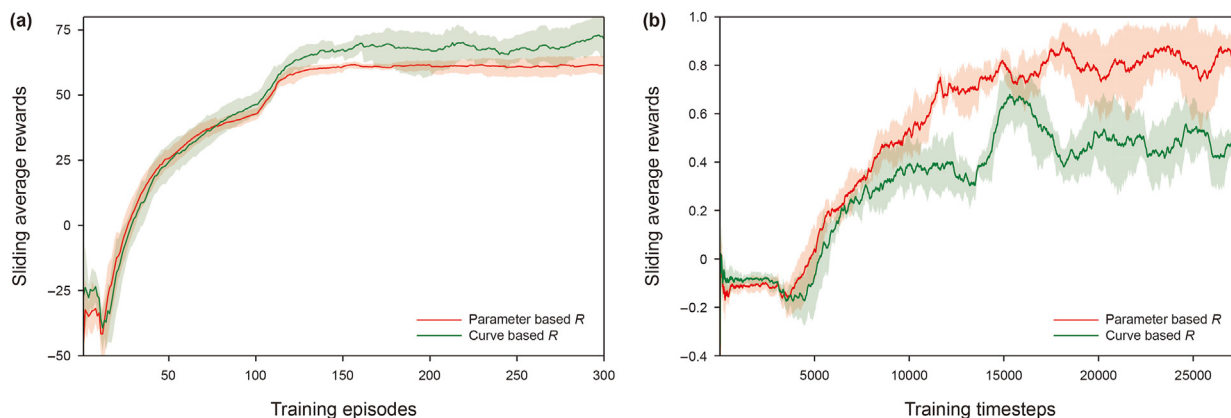 (a)
75
50
25
0
−25
−50
Sliding average rewards
50
100
150
200
250
300
Training episodes
Parameter based R
Curve based R
(b)
1.0
0.8
0.6
0.4
0.2
0
−0.2
−0.4
Sliding average rewards
5000
10000
15000
20000
25000
Training timesteps
Parameter based R
Curve based R